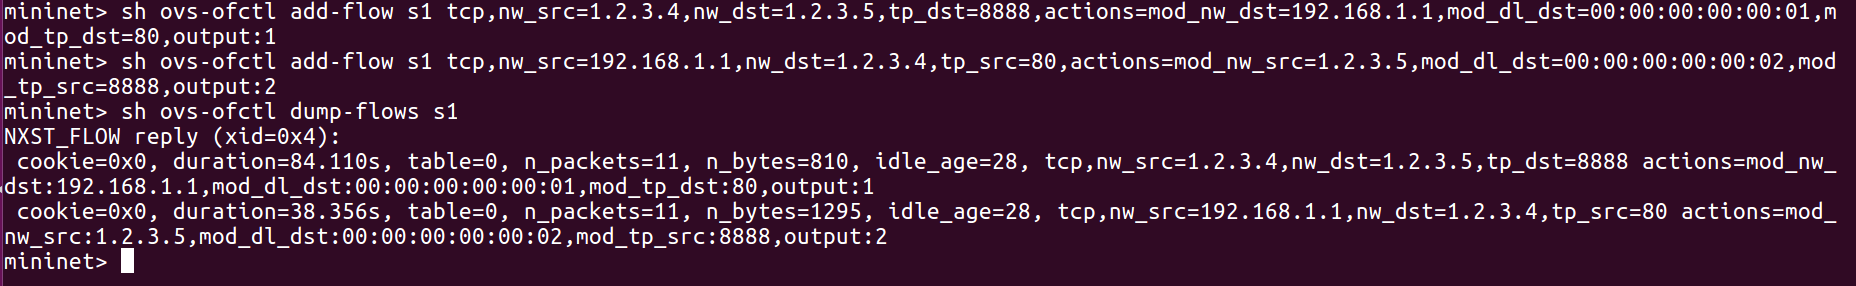 mininet> sh ovs-ofctl add-flow s1 tcp,nw_src=1.2.3.4,nw_dst=1.2.3.5,tp_dst=8888,actions=mod_nw_dst=192.168.1.1,mod_dl_dst=00:00:00:00:00:01,m
od_tp_dst=80,output:1
mininet> sh ovs-ofctl add-flow s1 tcp,nw_src=192.168.1.1,nw_dst=1.2.3.4,tp_src=80,actions=mod_nw_src=1.2.3.5,mod_dl_dst=00:00:00:00:00:02,mod
_tp_src=8888,output:2
mininet> sh ovs-ofctl dump-flows s1
NXST_FLOW reply (xid=0x4):
 cookie=0x0, duration=84.110s, table=0, n_packets=11, n_bytes=810, idle_age=28, tcp,nw_src=1.2.3.4,nw_dst=1.2.3.5,tp_dst=8888 actions=mod_nw_
dst:192.168.1.1,mod_dl_dst:00:00:00:00:00:01,mod_tp_dst:80,output:1
 cookie=0x0, duration=38.356s, table=0, n_packets=11, n_bytes=1295, idle_age=28, tcp,nw_src=192.168.1.1,nw_dst=1.2.3.4,tp_src=80 actions=mod_
nw_src:1.2.3.5,mod_dl_dst:00:00:00:00:00:02,mod_tp_src:8888,output:2
mininet>